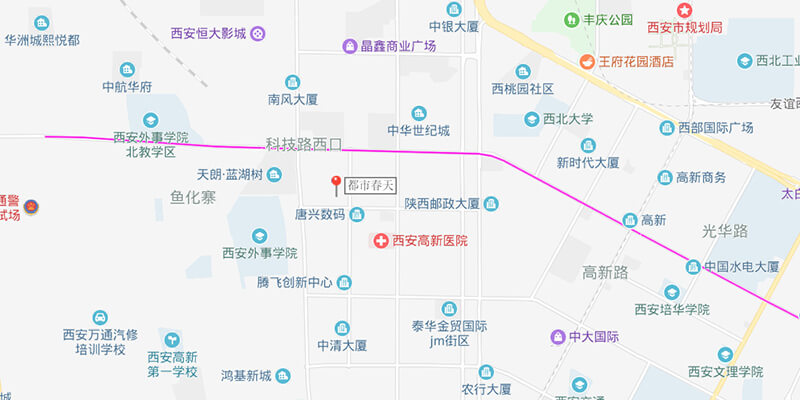 中银大厦
丰庆公园
西安市规划局
华洲城熙悦都
西安恒大影城
晶鑫商业广场
王府花园酒店
西北工业
中航华府
南风大厦
西桃园社区
友谊
西安外事学院
北教学区
中华世纪城
西北大学
西部国际广场
科技路西口
新时代大厦
天朗·蓝湖树
都市春天
高新商务
太白
鱼化寨
通警
试场
唐兴数码
陕西邮政大厦
高新
光华路
西安外事学院
西安高新医院
中国水电大厦
高新路
腾飞创新中心
西安培华学院
西安万通汽修
培训学校
泰华金贸国际
jm街区
西安高新
第一学校
中清大厦
中大国际
鸿基新城
农行大厦
西安文理学院